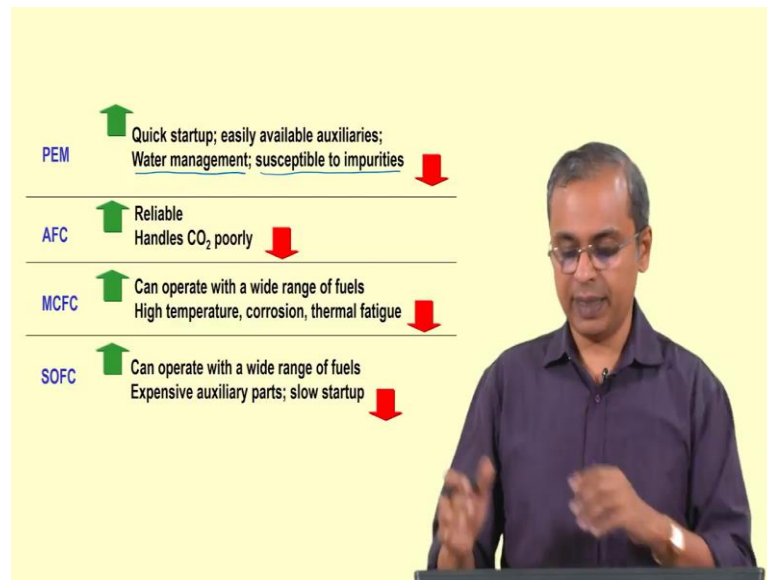 PEM
Quick startup; easily available auxiliaries;
Water management; susceptible to impurities
AFC
Reliable
Handles CO₂ poorly
MCFC
Can operate with a wide range of fuels
High temperature, corrosion, thermal fatigue
SOFC
Can operate with a wide range of fuels
Expensive auxiliary parts; slow startup